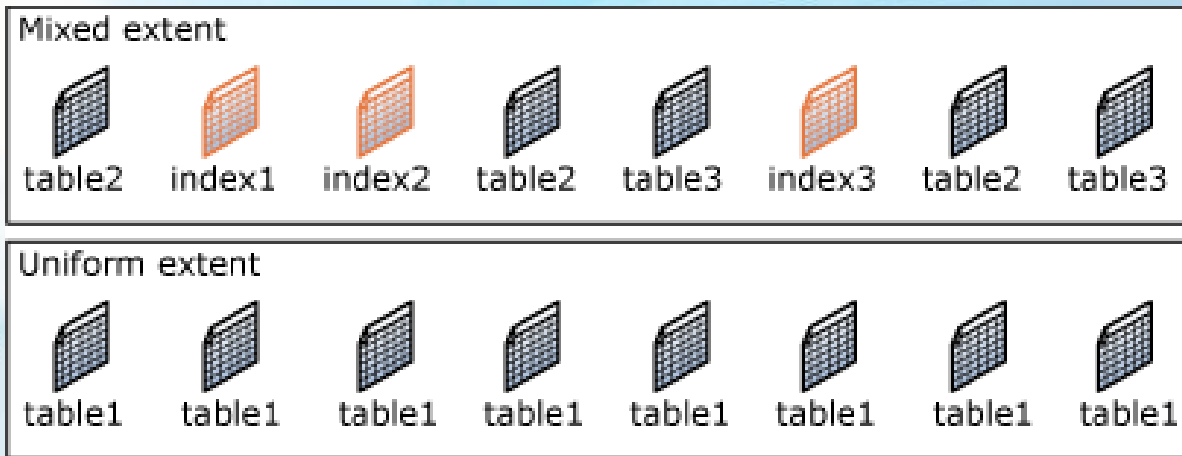 Mixed extent
table2 index1 index2 table2 table3 index3 table2 table3
Uniform extent
table1 table1 table1 table1 table1 table1 table1 table1